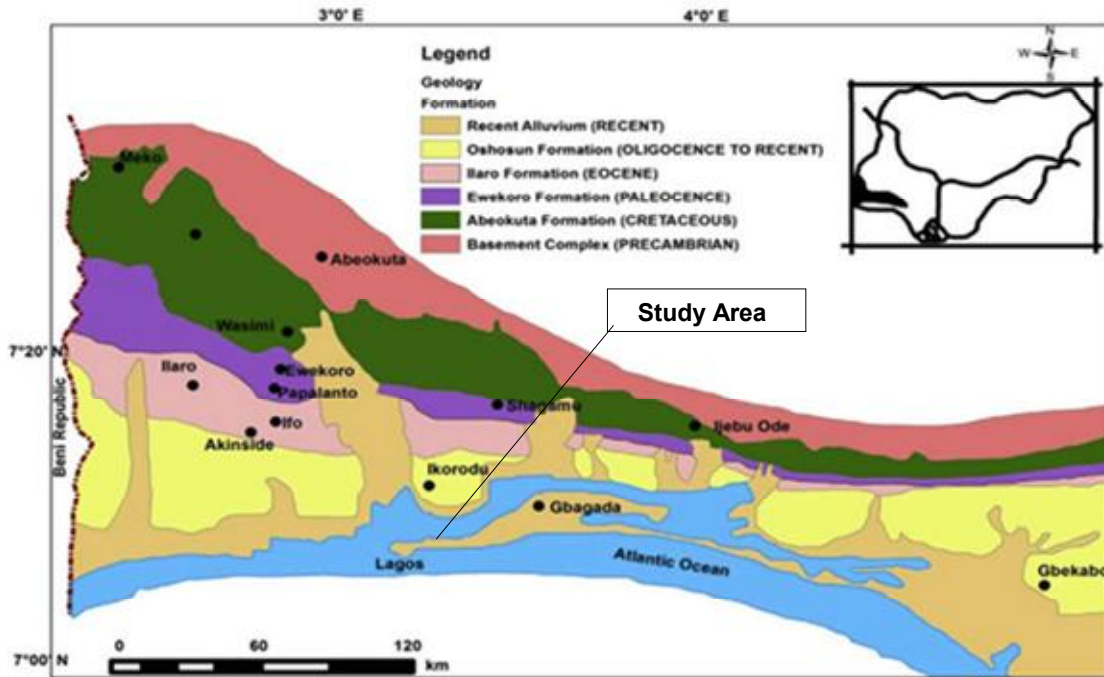 3°0' E
4°0' E
N
W E
S
Legend
Geology
Formation
Recent Alluvium (RECENT)
Oshosun Formation (OLIGOCENCE TO RECENT)
Ilaro Formation (EOCENE)
Ewekoro Formation (PALEOCENCE)
Abeokuta Formation (CRETACEOUS)
Basement Complex (PRECAMBRIAN)
Meko
Abeokuta
Study Area
Wasimi
7°20' N
Ilaro
Ewekoro
Papalanto
Shagamu
Ifo
Ijebu Ode
Akinside
Beni Republic
Ikorodu
Gbagada
Lagos
Atlantic Ocean
Gbekabo
0 60 120
km
7°00' N